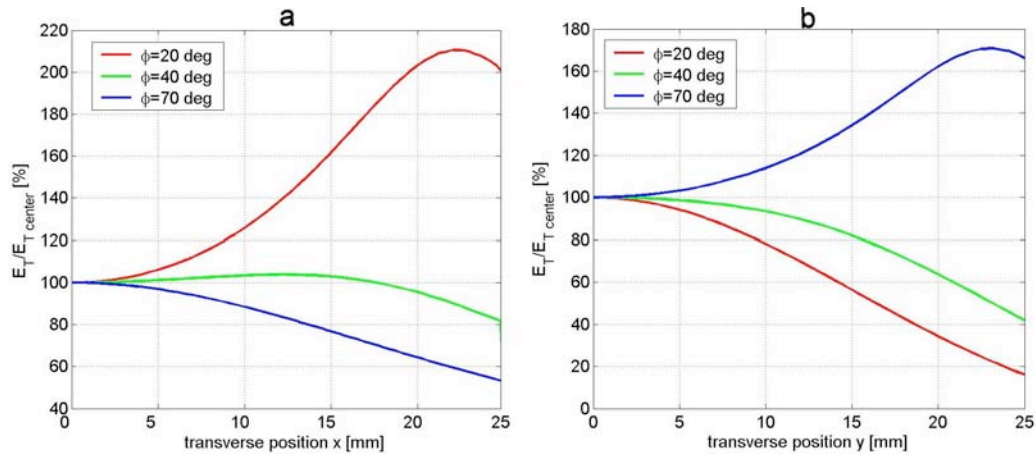 a
220
200
180
160
140
120
100
80
60
40
E_T/E_T center [%]
ϕ=20 deg
ϕ=40 deg
ϕ=70 deg
0 5 10 15 20 25
transverse position x [mm]
b
180
160
140
120
100
80
60
40
20
0
E_T/E_T center [%]
ϕ=20 deg
ϕ=40 deg
ϕ=70 deg
0 5 10 15 20 25
transverse position y [mm]